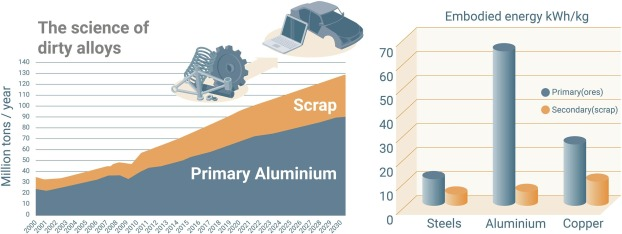 The science of
dirty alloys
Million tons / year
140
130
120
110
100
90
80
70
60
50
40
30
20
10
0
Scrap
Primary Aluminium
2000 2001 2002 2003 2004 2005 2006 2007 2008 2009 2010 2011 2012 2013 2014 2015 2016 2017 2018 2019 2020 2021 2022 2023 2024 2025 2026 2027 2028 2029 2030
Embodied energy kWh/kg
70
60
50
40
30
20
10
0
Primary(ores)
Secondary(scrap)
Steels Aluminium Copper